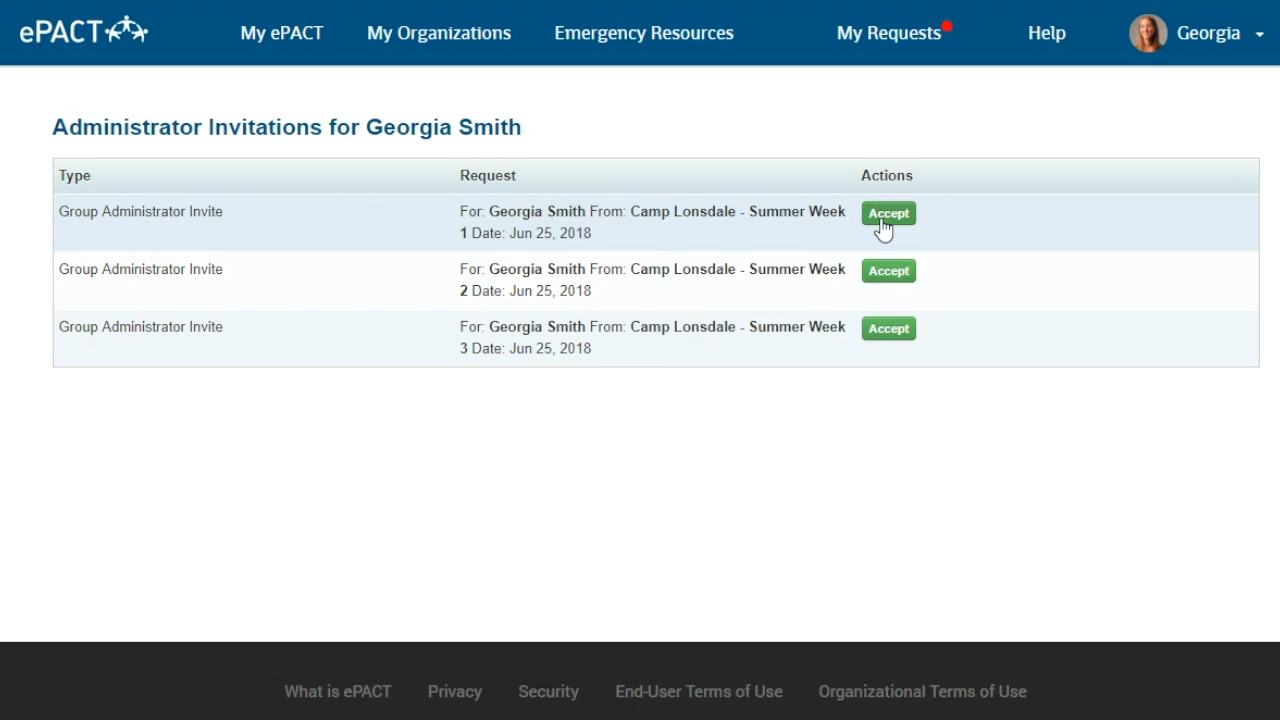 ePACT
My ePACT My Organizations Emergency Resources My Requests Help Georgia
Administrator Invitations for Georgia Smith
Type Request Actions
Group Administrator Invite For: Georgia Smith From: Camp Lonsdale - Summer Week Accept
1 Date: Jun 25, 2018
Group Administrator Invite For: Georgia Smith From: Camp Lonsdale - Summer Week Accept
2 Date: Jun 25, 2018
Group Administrator Invite For: Georgia Smith From: Camp Lonsdale - Summer Week Accept
3 Date: Jun 25, 2018
What is ePACT Privacy Security End-User Terms of Use Organizational Terms of Use